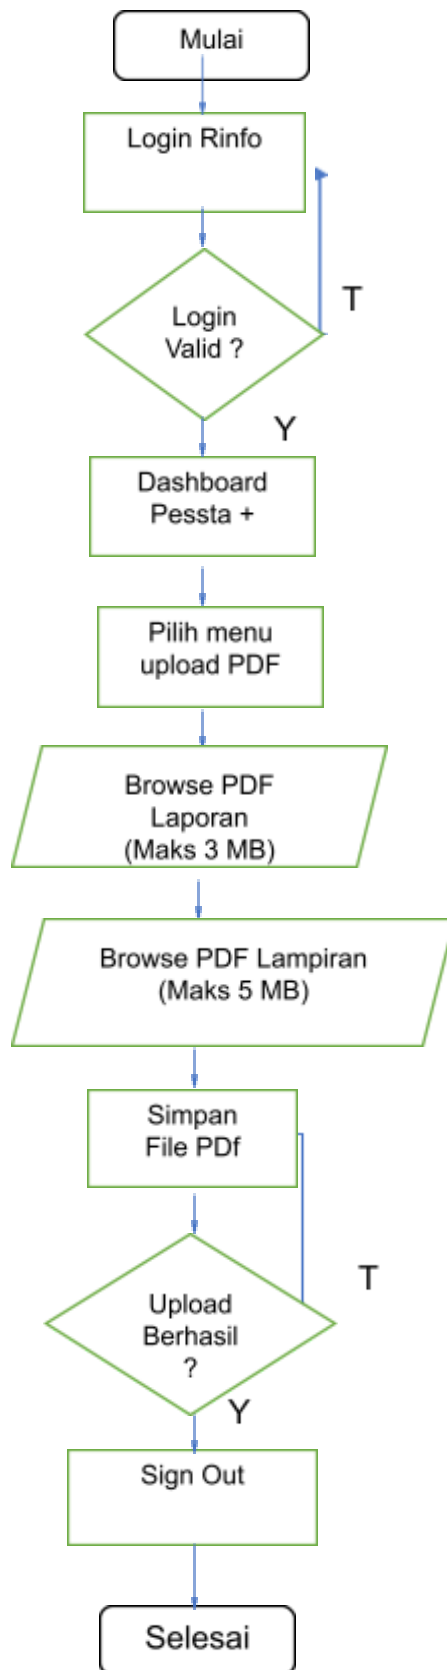 Mulai
Login Rinfo
Login
Valid ?
T
Y
Dashboard
Pessta +
Pilih menu
upload PDF
Browse PDF
Laporan
(Maks 3 MB)
Browse PDF Lampiran
(Maks 5 MB)
Simpan
File PDf
T
Upload
Berhasil
?
Y
Sign Out
Selesai